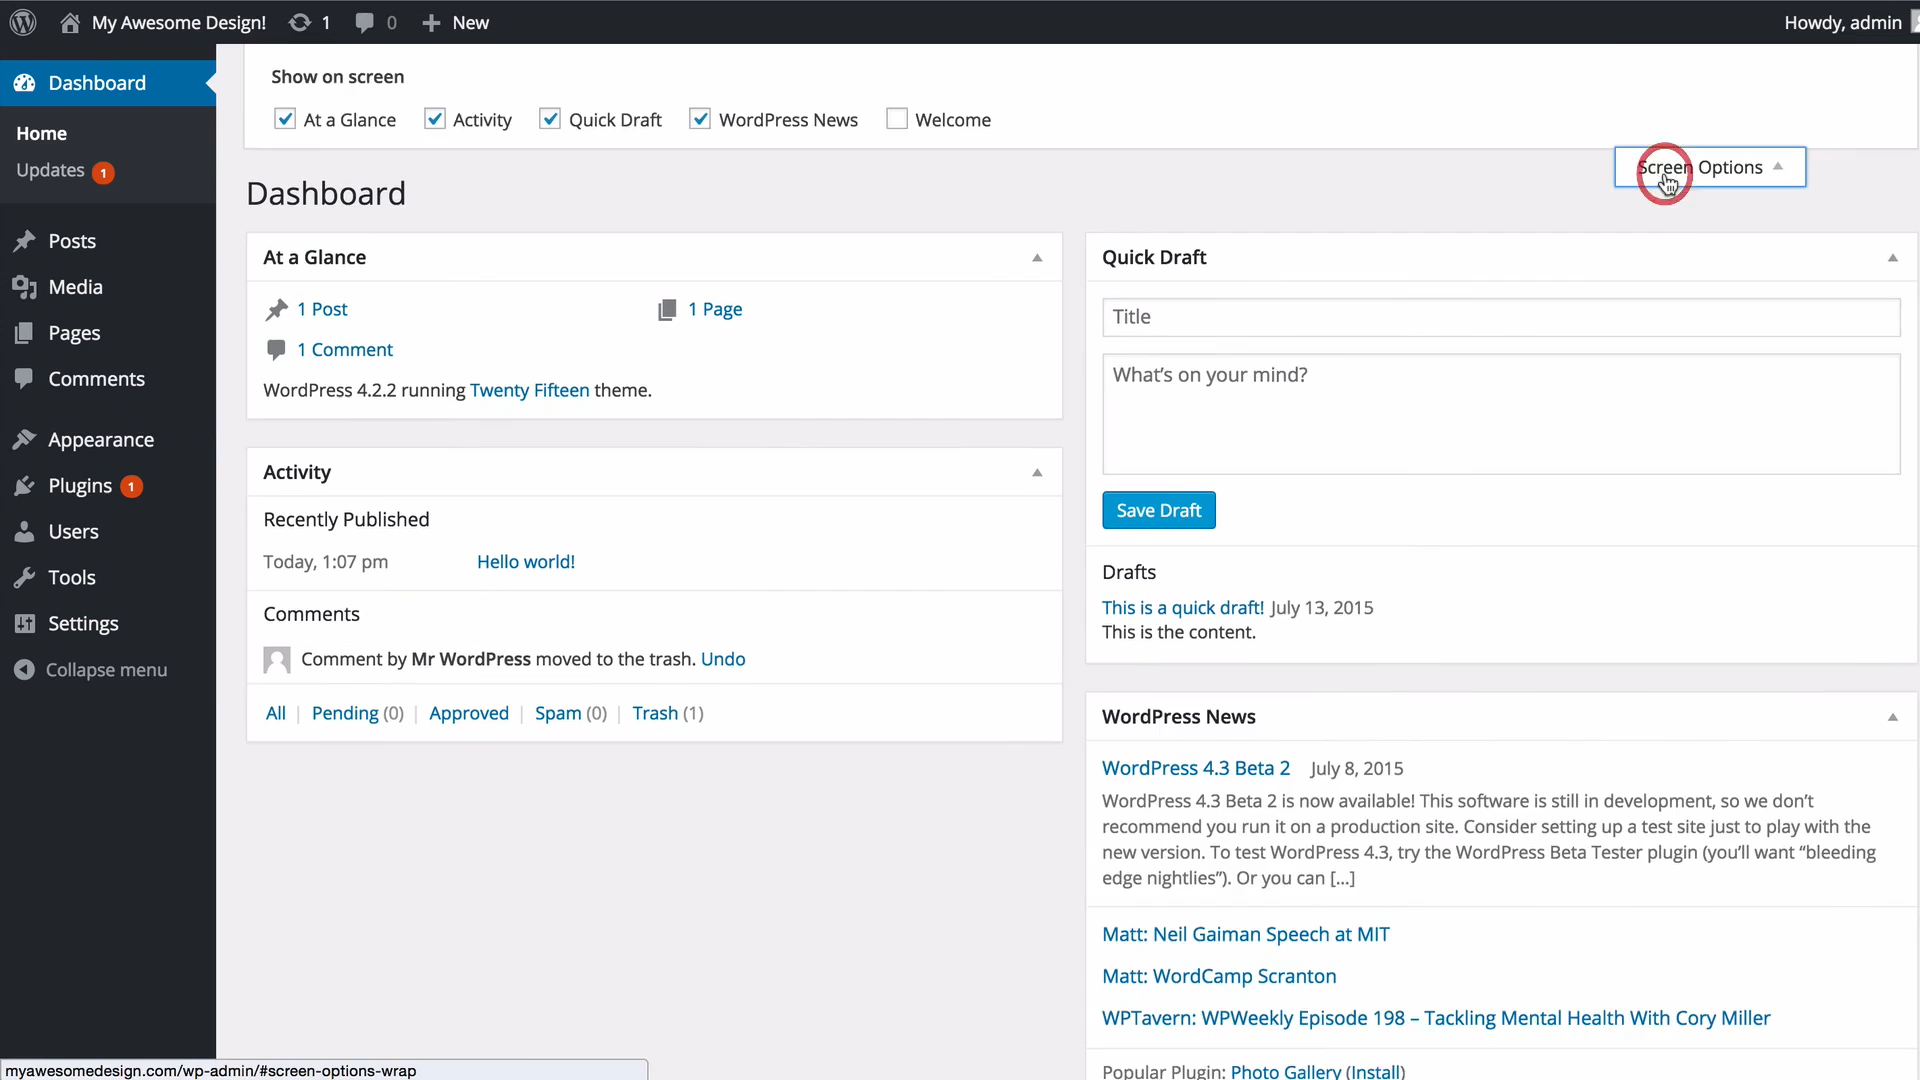 My Awesome Design! 1 0 New Howdy, admin
Dashboard
Home
Updates 1
Posts
Media
Pages
Comments
Appearance
Plugins 1
Users
Tools
Settings
Collapse menu
Show on screen
At a Glance Activity Quick Draft WordPress News Welcome
Screen Options
Dashboard
At a Glance
1 Post 1 Page
1 Comment
WordPress 4.2.2 running Twenty Fifteen theme.
Activity
Recently Published
Today, 1:07 pm Hello world!
Comments
Comment by Mr WordPress moved to the trash. Undo
All | Pending (0) | Approved | Spam (0) | Trash (1)
Quick Draft
Title
What's on your mind?
Save Draft
Drafts
This is a quick draft! July 13, 2015
This is the content.
WordPress News
WordPress 4.3 Beta 2 July 8, 2015
WordPress 4.3 Beta 2 is now available! This software is still in development, so we don't
recommend you run it on a production site. Consider setting up a test site just to play with the
new version. To test WordPress 4.3, try the WordPress Beta Tester plugin (you'll want “bleeding
edge nightlies”). Or you can [...]
Matt: Neil Gaiman Speech at MIT
Matt: WordCamp Scranton
WPTavern: WPWeekly Episode 198 – Tackling Mental Health With Cory Miller
Popular Plugin: Photo Gallery (Install)
myawesomedesign.com/wp-admin/#screen-options-wrap